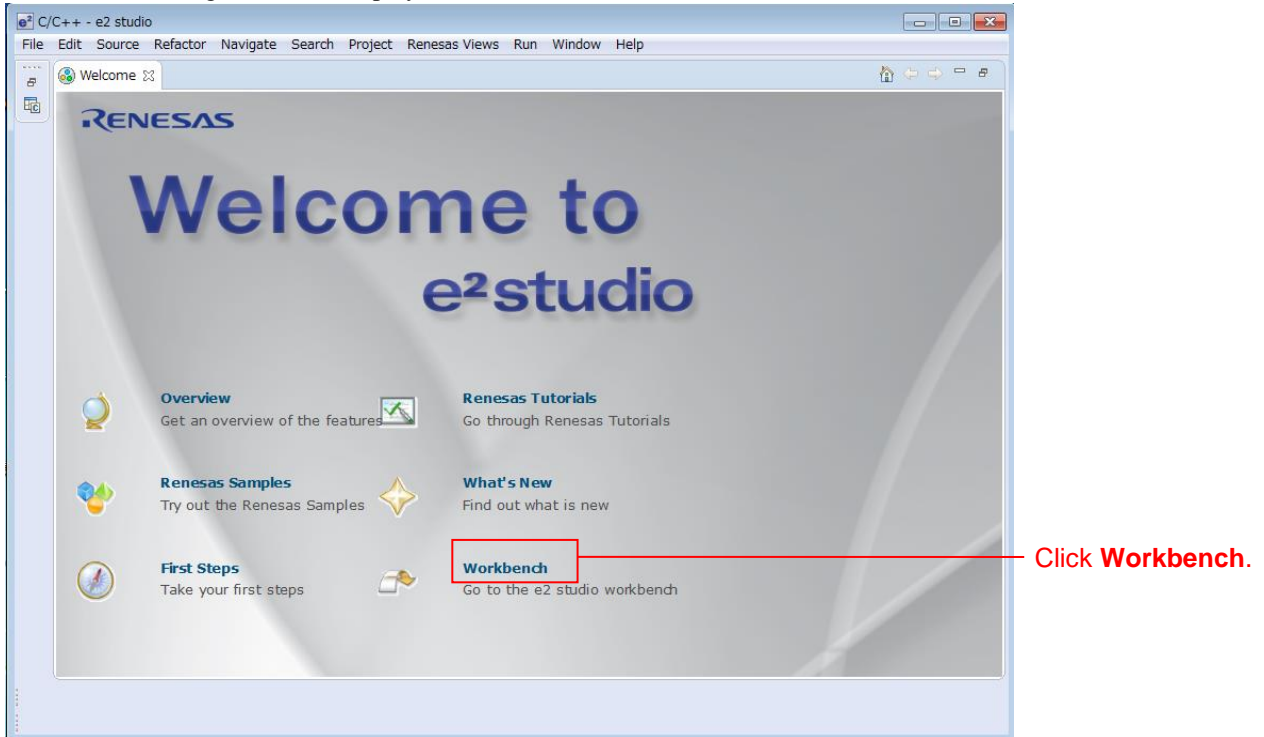 C/C++ - e2 studio
File Edit Source Refactor Navigate Search Project Renesas Views Run Window Help
Welcome
RENESAS
Welcome to
e²studio
Overview
Get an overview of the features
Renesas Tutorials
Go through Renesas Tutorials
Renesas Samples
Try out the Renesas Samples
What's New
Find out what is new
First Steps
Take your first steps
Workbench
Go to the e2 studio workbench
Click Workbench.